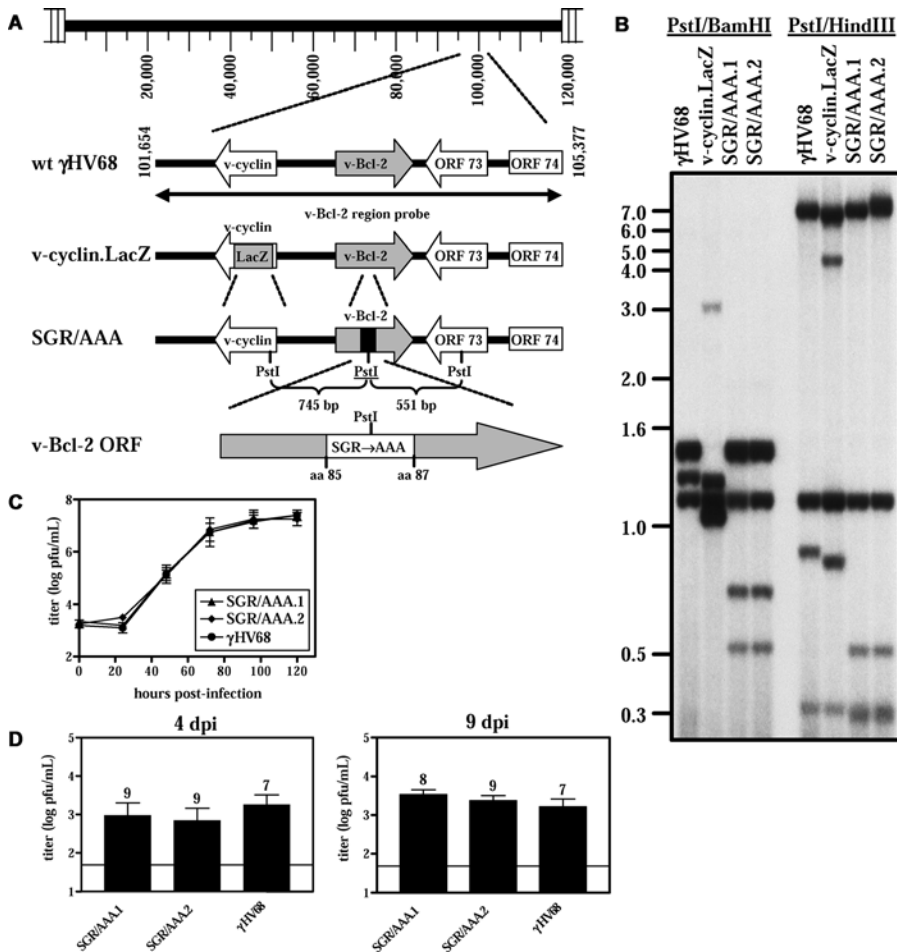 A
20,000
40,000
60,000
80,000
100,000
120,000
wt γHV68
101,654
v-cyclin
v-Bcl-2
ORF 73
ORF 74
105,377
v-Bcl-2 region probe
v-cyclin.LacZ
v-cyclin
LacZ
v-Bcl-2
ORF 73
ORF 74
SGR/AAA
v-cyclin
v-Bcl-2
ORF 73
ORF 74
PstI
PstI
PstI
745 bp
551 bp
v-Bcl-2 ORF
PstI
SGR→AAA
aa 85
aa 87
B
PstI/BamHI
PstI/HindIII
γHV68
v-cyclin.LacZ
SGR/AAA.1
SGR/AAA.2
γHV68
v-cyclin.LacZ
SGR/AAA.1
SGR/AAA.2
7.0
6.0
5.0
4.0
3.0
2.0
1.6
1.0
0.5
0.3
C
titer (log pfu/mL)
8
6
4
2
0 20 40 60 80 100 120
hours post-infection
SGR/AAA.1
SGR/AAA.2
γHV68
D
4 dpi
titer (log pfu/mL)
5
4
3
2
1
9
9
7
SGR/AAA.1
SGR/AAA.2
γHV68
9 dpi
titer (log pfu/mL)
5
4
3
2
1
8
9
7
SGR/AAA.1
SGR/AAA.2
γHV68